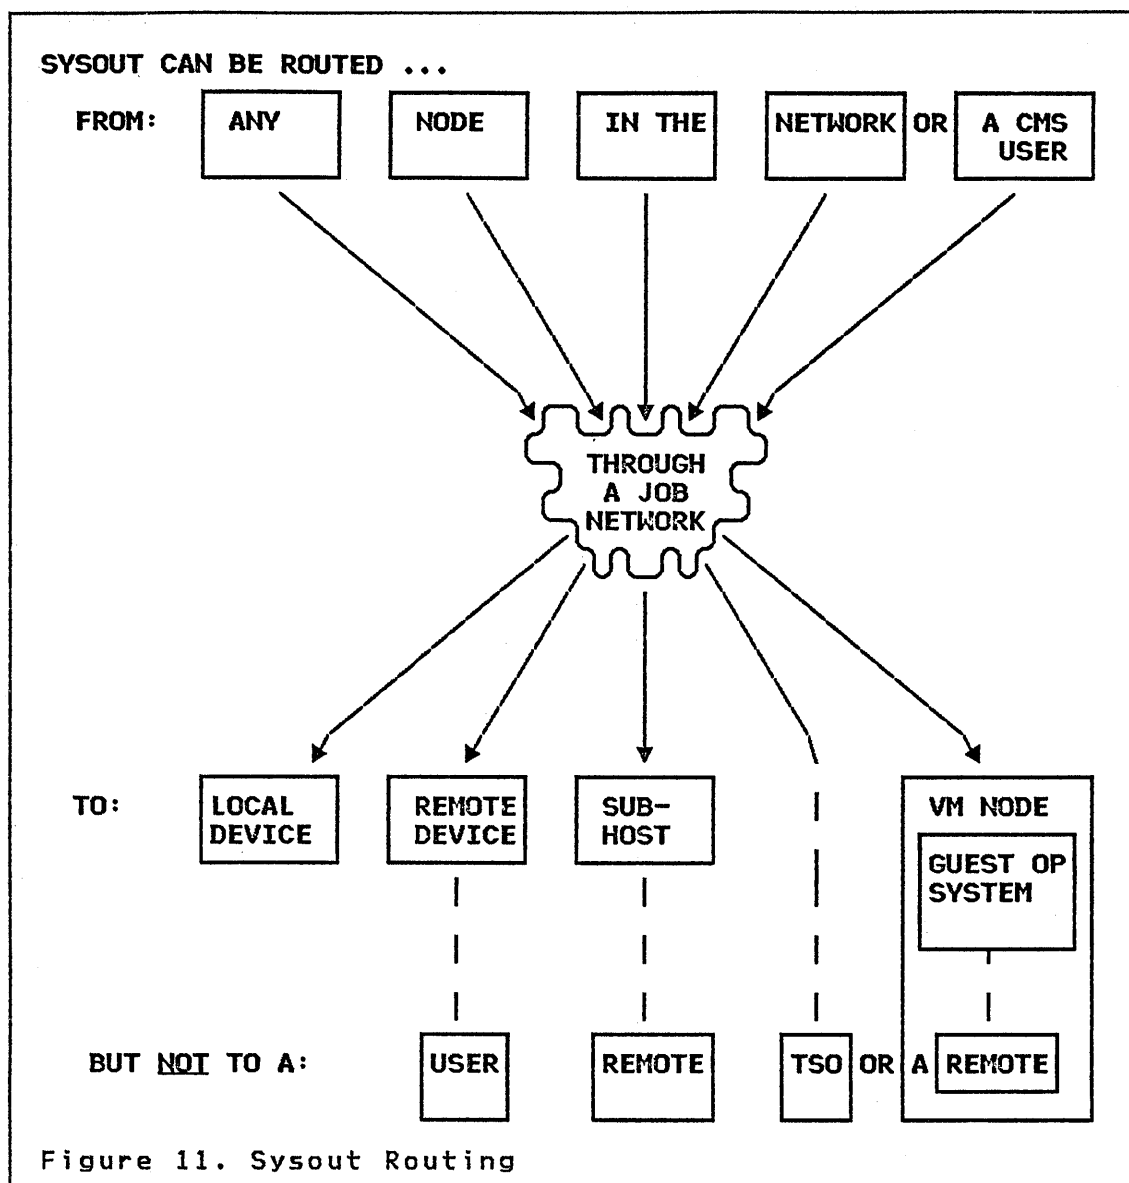 SYSOUT CAN BE ROUTED ...
FROM: ANY NODE IN THE NETWORK OR A CMS
USER
THROUGH
A JOB
NETWORK
TO: LOCAL REMOTE SUB- VM NODE
DEVICE DEVICE HOST
GUEST OP
SYSTEM
BUT NOT TO A: USER REMOTE TSO OR A REMOTE
Figure 11. Sysout Routing